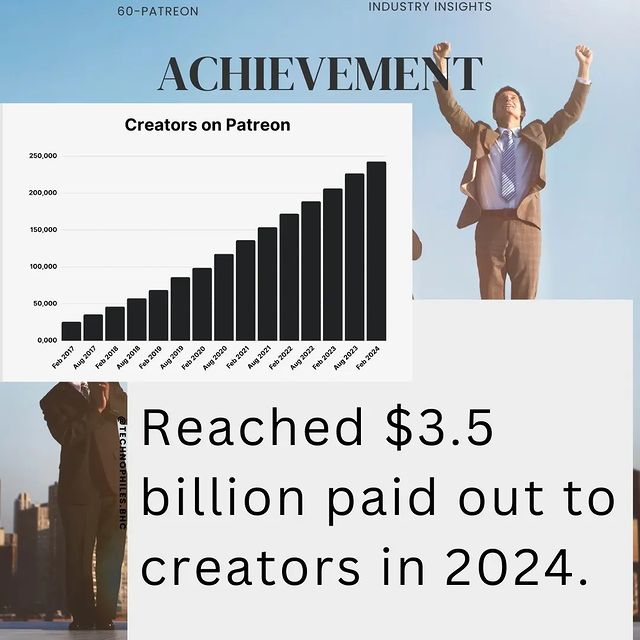 60-PATREON
INDUSTRY INSIGHTS
ACHIEVEMENT
Creators on Patreon
250,000
200,000
150,000
100,000
50,000
0,000
Feb 2017
Aug 2017
Feb 2018
Aug 2018
Feb 2019
Aug 2019
Feb 2020
Aug 2020
Feb 2021
Aug 2021
Feb 2022
Aug 2022
Feb 2023
Aug 2023
Feb 2024
@TECHNOPHILES.BHC
Reached $3.5
billion paid out to
creators in 2024.